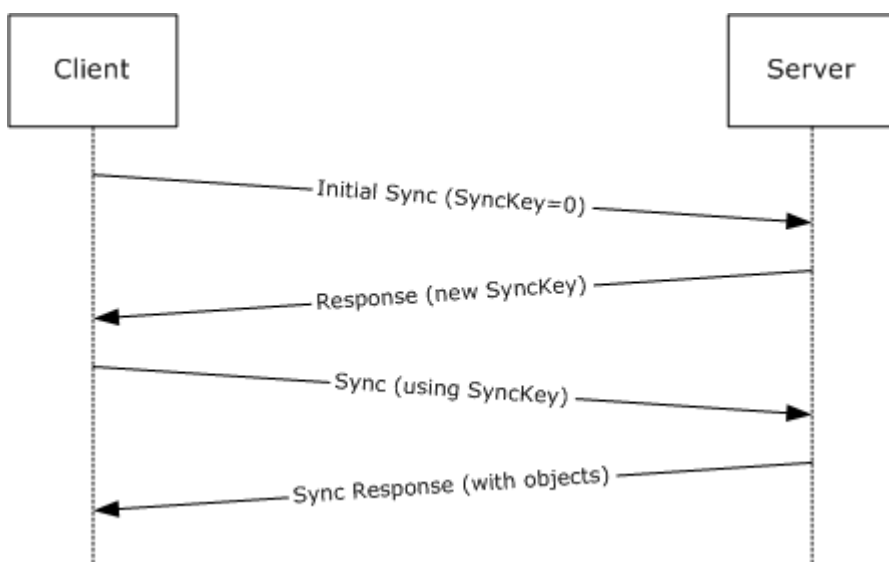 Client
Server
Initial Sync (SyncKey=0)
Response (new SyncKey)
Sync (using SyncKey)
Sync Response (with objects)